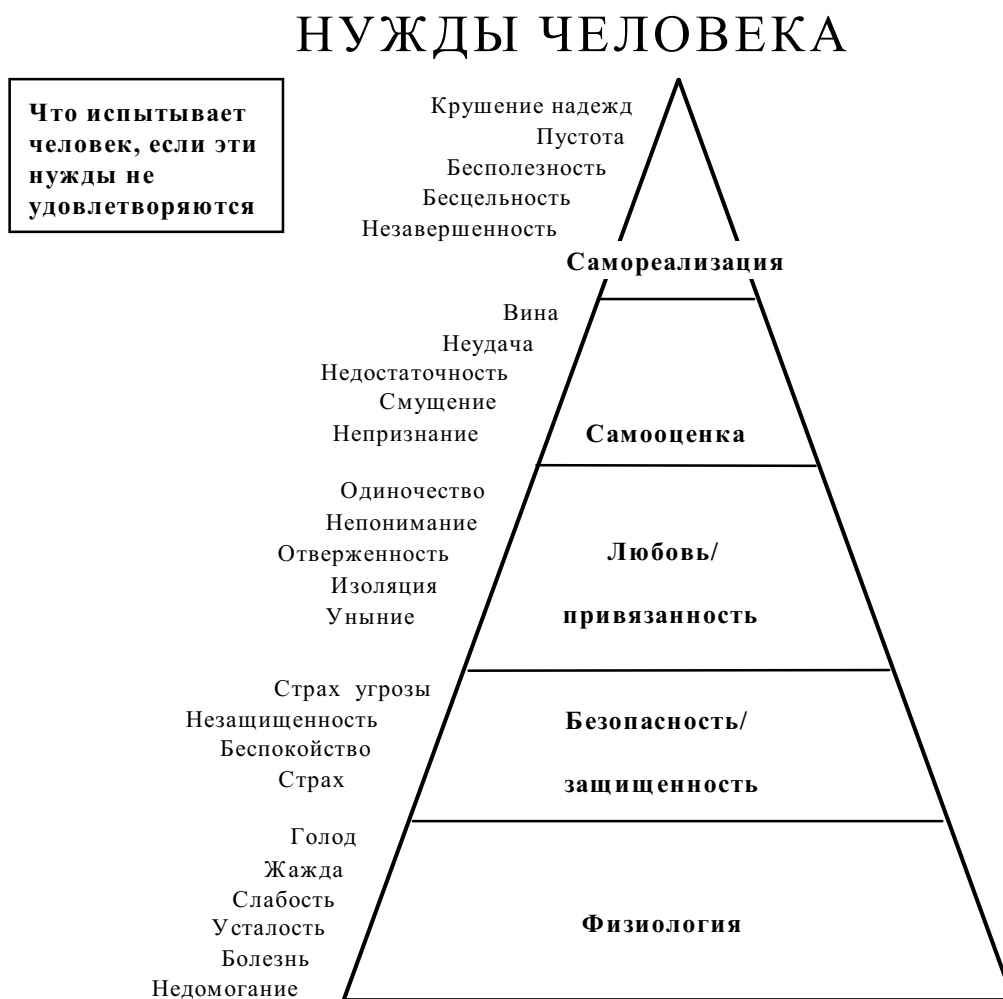 НУЖДЫ ЧЕЛОВЕКА
Что испытывает
человек, если эти
нужды не
удовлетворяются
Крушение надежд
Пустота
Бесполезность
Бесцельность
Незавершенность
Самореализация
Вина
Неудача
Недостаточность
Смущение
Непризнание
Самооценка
Одиночество
Непонимание
Отверженность
Изоляция
Уныние
Любовь/
привязанность
Страх угрозы
Незащищенность
Беспокойство
Страх
Безопасность/
защищенность
Голод
Жажда
Слабость
Усталость
Болезнь
Недомогание
Физиология